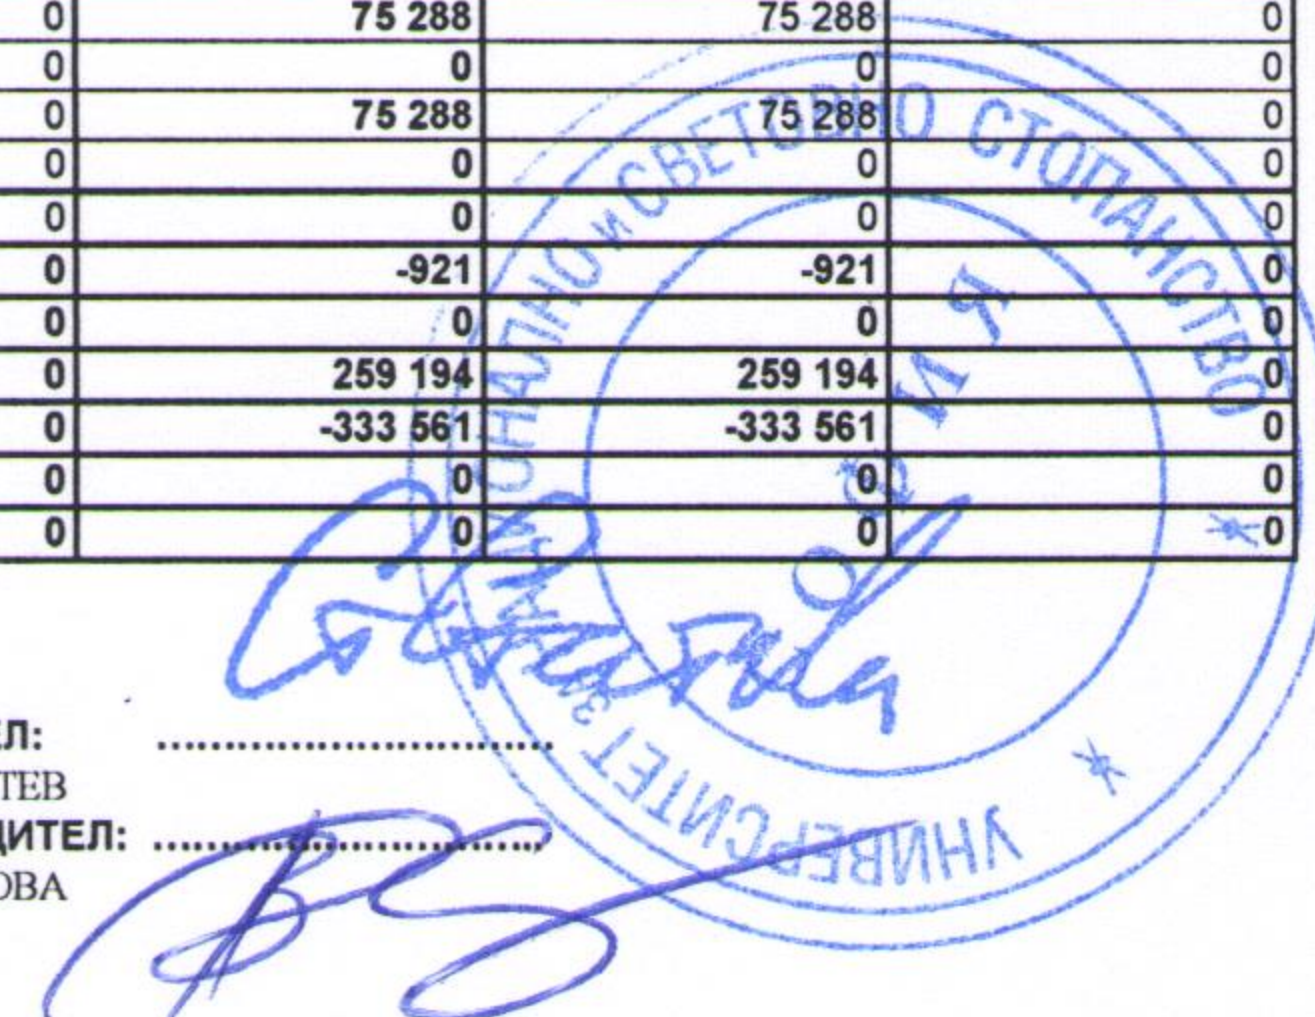 0 75 288 75 288 0
0 0 0 0
0 75 288 75 288 0
0 0 0 0
0 0 0 0
0 -921 -921 0
0 0 0 0
0 259 194 259 194 0
0 -333 561 -333 561 0
0 0 0 0
0 0 0 0
УНИВЕРСИТЕТ ЗА НАЦИОНАЛНО И СВЕТОВНО СТОПАНСТВО
СОФИЯ
ЕЛ: ....................................
ТЕВ
ДИТЕЛ: ....................................
ОВА